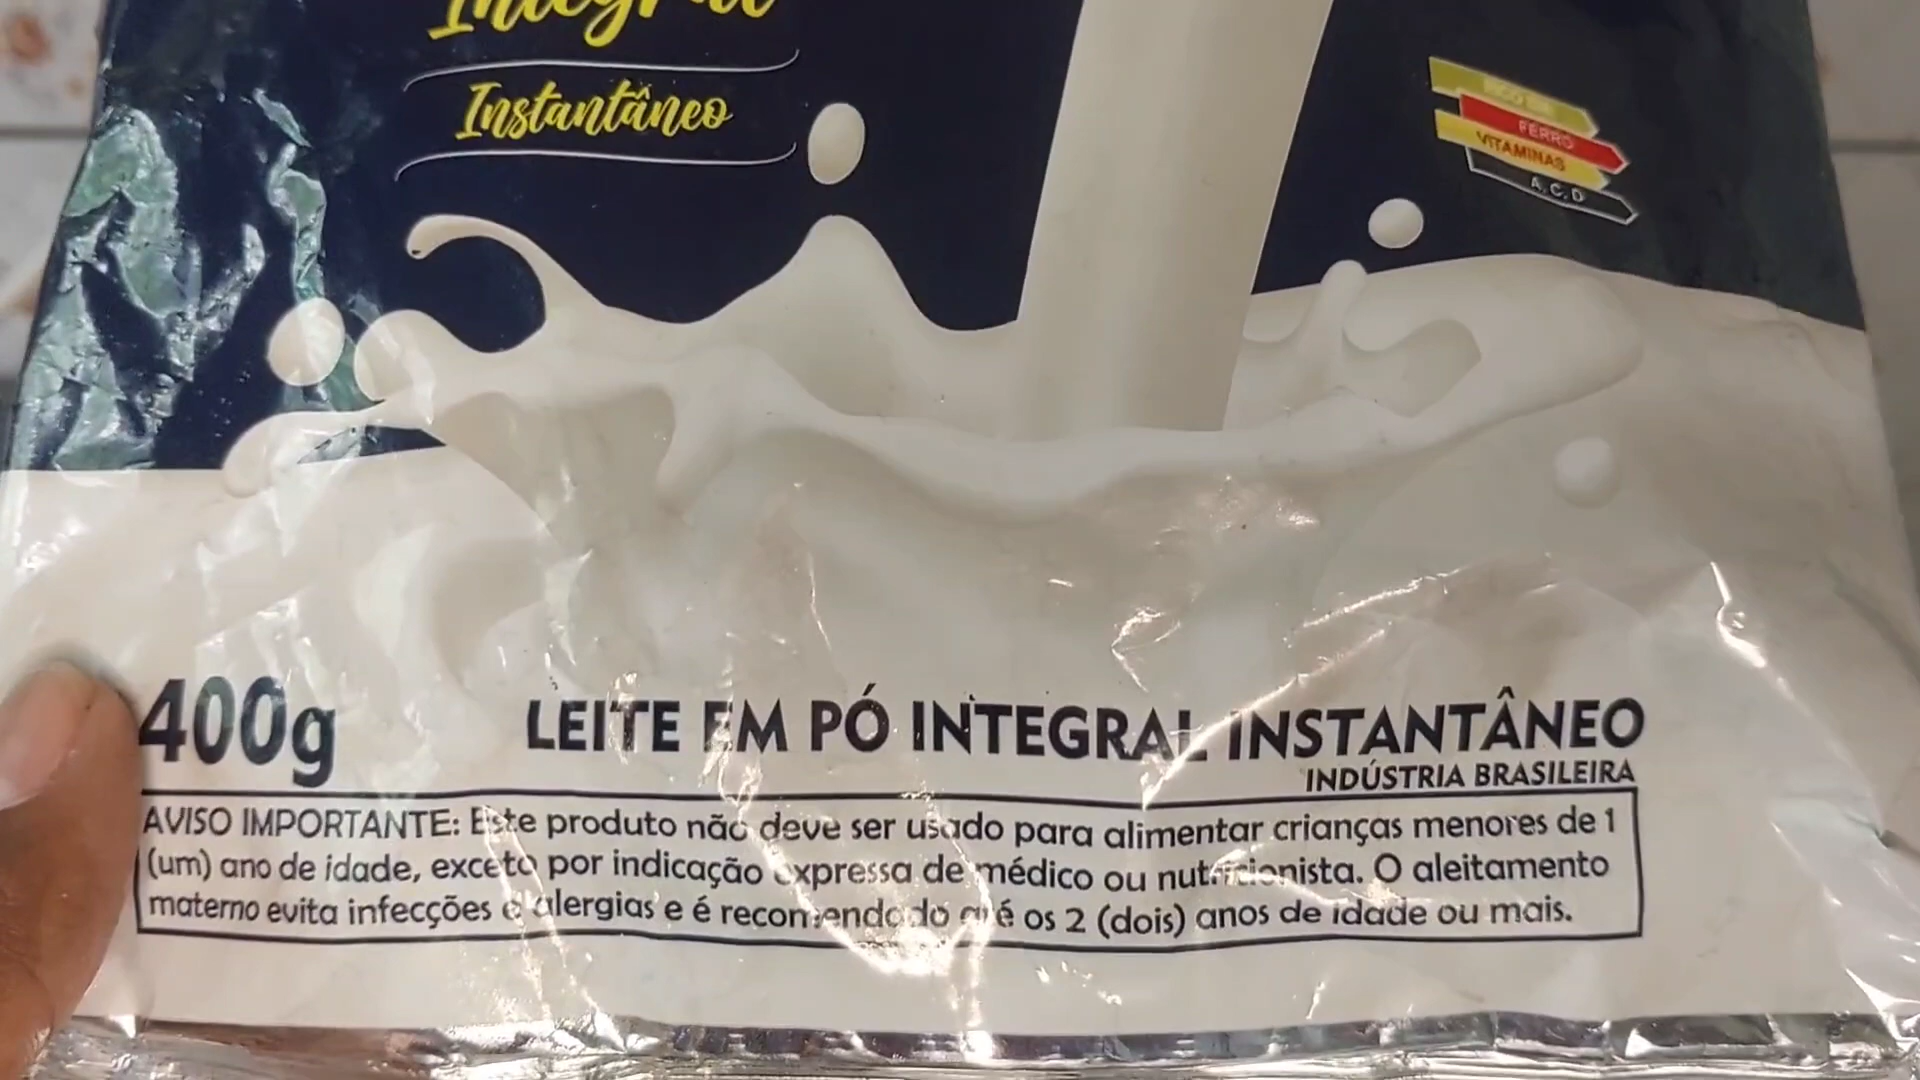 Integral
Instantâneo
FERRO
VITAMINAS
A, C, D
400g
LEITE EM PÓ INTEGRAL INSTANTÂNEO
INDÚSTRIA BRASILEIRA
AVISO IMPORTANTE: Este produto não deve ser usado para alimentar crianças menores de 1
(um) ano de idade, exceto por indicação expressa de médico ou nutricionista. O aleitamento
materno evita infecções e alergias e é recomendado até os 2 (dois) anos de idade ou mais.